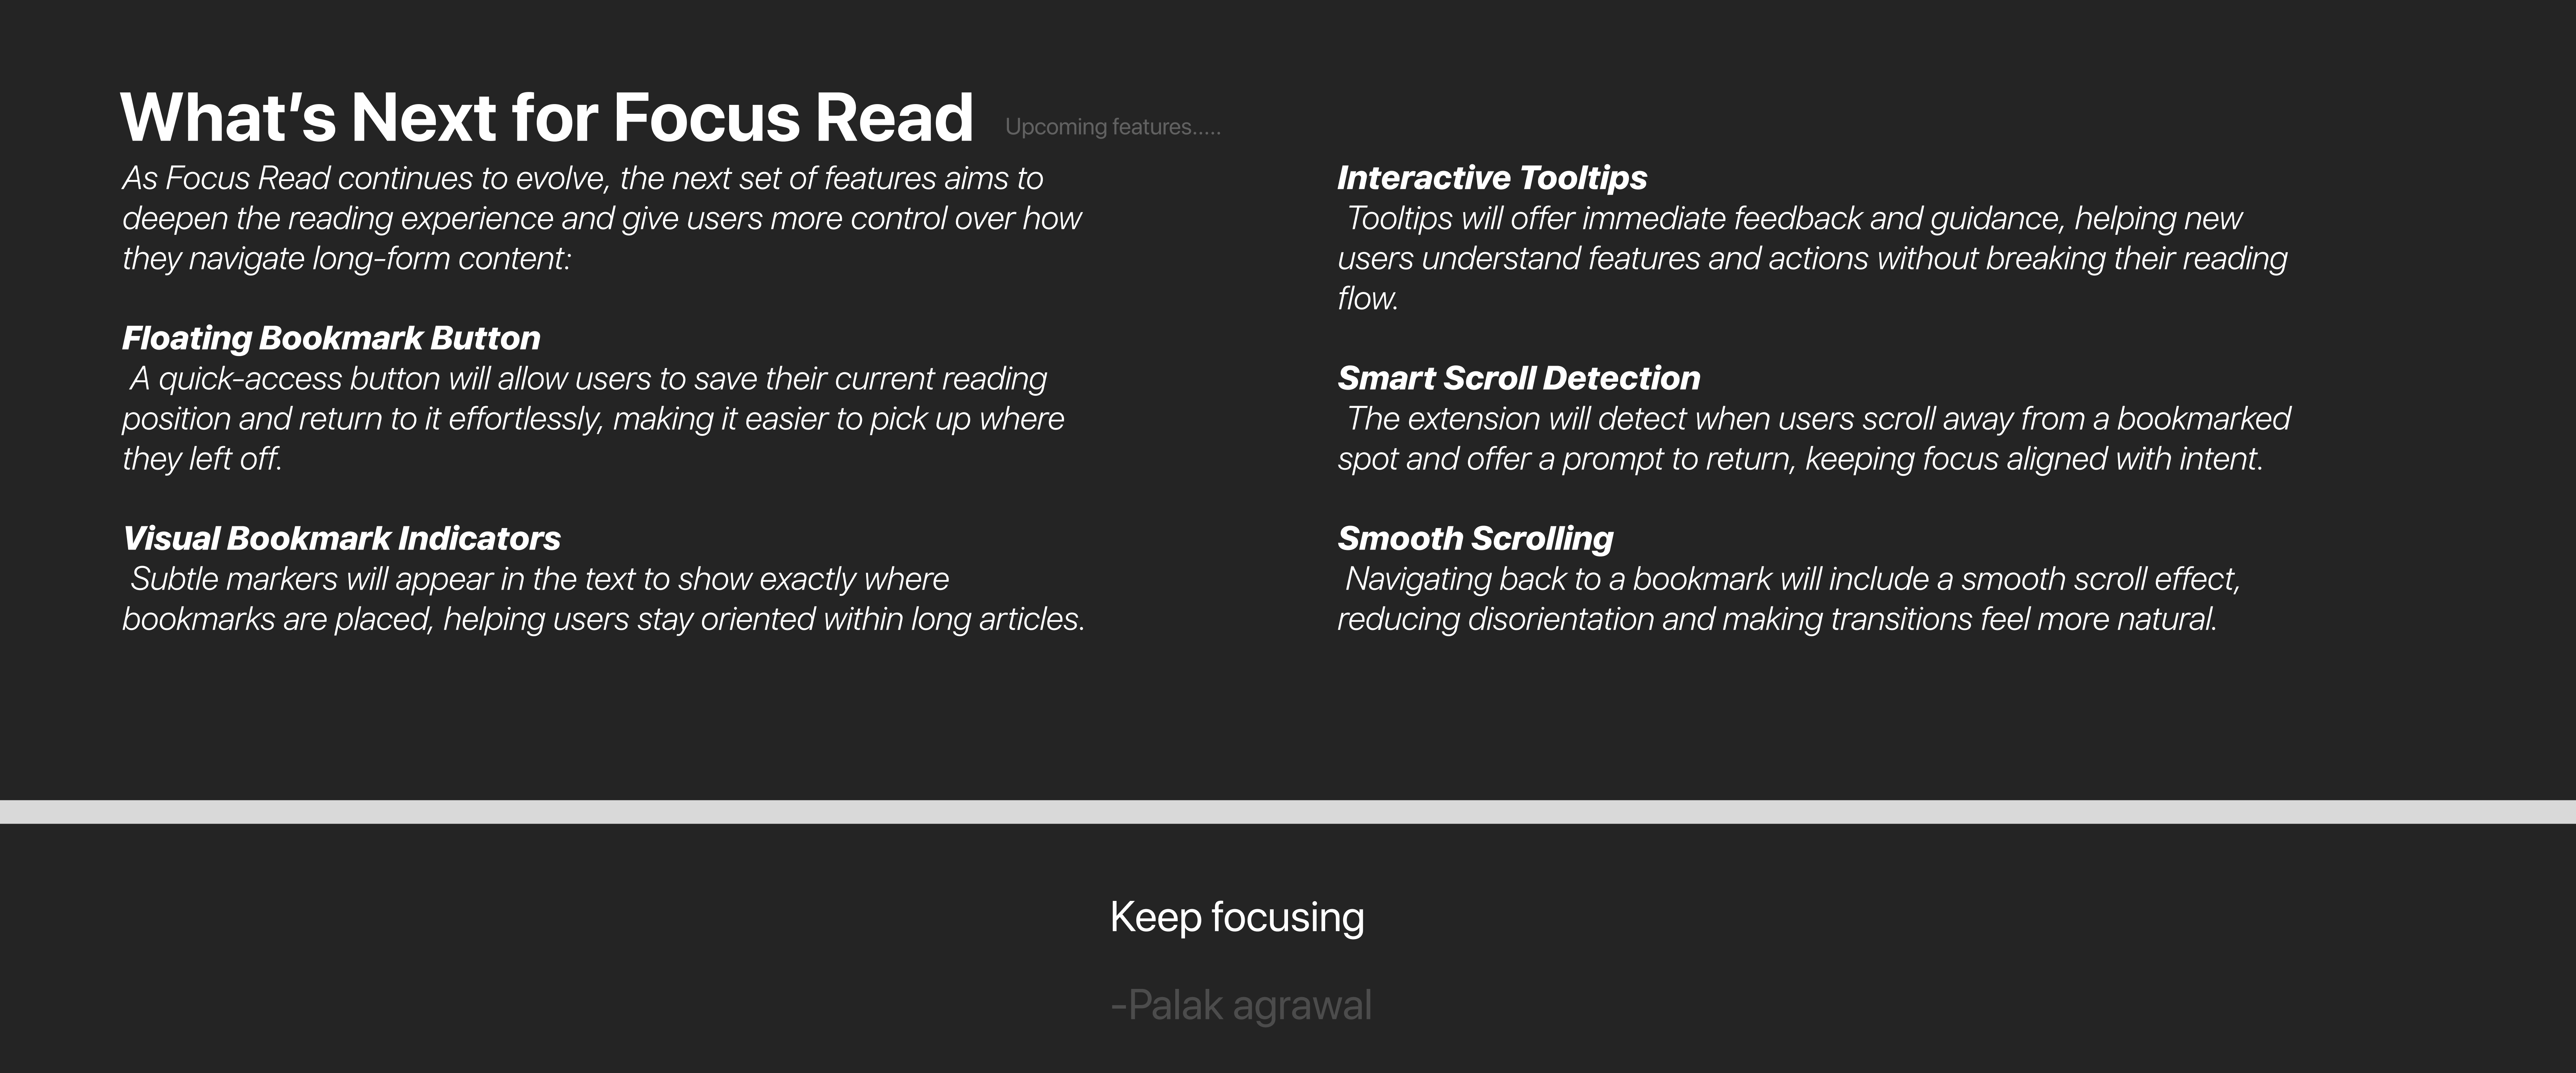 What’s Next for Focus Read
Upcoming features.....
As Focus Read continues to evolve, the next set of features aims to
deepen the reading experience and give users more control over how
they navigate long-form content:
Floating Bookmark Button
A quick-access button will allow users to save their current reading
position and return to it effortlessly, making it easier to pick up where
they left off.
Visual Bookmark Indicators
Subtle markers will appear in the text to show exactly where
bookmarks are placed, helping users stay oriented within long articles.
Interactive Tooltips
Tooltips will offer immediate feedback and guidance, helping new
users understand features and actions without breaking their reading
flow.
Smart Scroll Detection
The extension will detect when users scroll away from a bookmarked
spot and offer a prompt to return, keeping focus aligned with intent.
Smooth Scrolling
Navigating back to a bookmark will include a smooth scroll effect,
reducing disorientation and making transitions feel more natural.
Keep focusing
-Palak agrawal